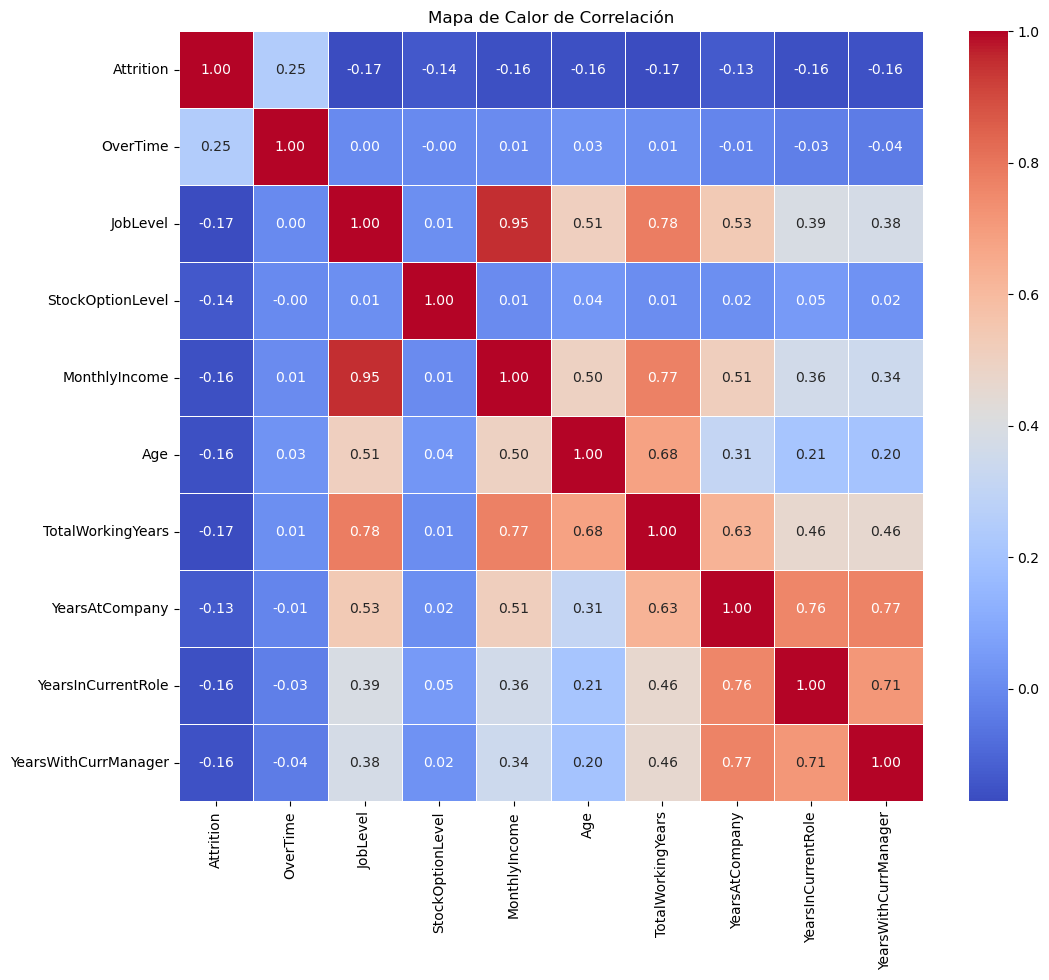 Mapa de Calor de Correlación
Attrition 1.00 0.25 -0.17 -0.14 -0.16 -0.16 -0.17 -0.13 -0.16 -0.16
OverTime 0.25 1.00 0.00 -0.00 0.01 0.03 0.01 -0.01 -0.03 -0.04
JobLevel -0.17 0.00 1.00 0.01 0.95 0.51 0.78 0.53 0.39 0.38
StockOptionLevel -0.14 -0.00 0.01 1.00 0.01 0.04 0.01 0.02 0.05 0.02
MonthlyIncome -0.16 0.01 0.95 0.01 1.00 0.50 0.77 0.51 0.36 0.34
Age -0.16 0.03 0.51 0.04 0.50 1.00 0.68 0.31 0.21 0.20
TotalWorkingYears -0.17 0.01 0.78 0.01 0.77 0.68 1.00 0.63 0.46 0.46
YearsAtCompany -0.13 -0.01 0.53 0.02 0.51 0.31 0.63 1.00 0.76 0.77
YearsInCurrentRole -0.16 -0.03 0.39 0.05 0.36 0.21 0.46 0.76 1.00 0.71
YearsWithCurrManager -0.16 -0.04 0.38 0.02 0.34 0.20 0.46 0.77 0.71 1.00
Attrition
OverTime
JobLevel
StockOptionLevel
MonthlyIncome
Age
TotalWorkingYears
YearsAtCompany
YearsInCurrentRole
YearsWithCurrManager
1.0
0.8
0.6
0.4
0.2
0.0